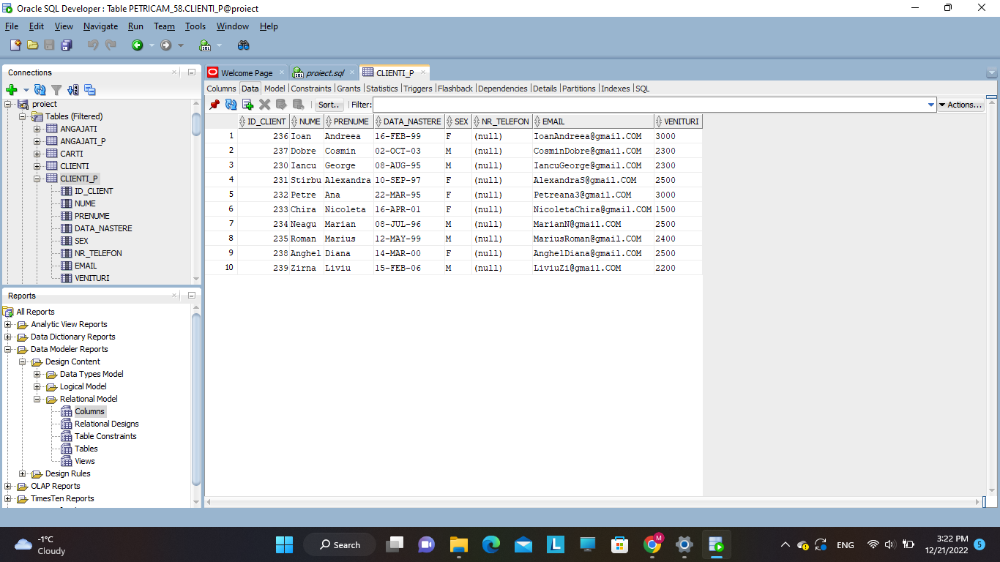 Oracle SQL Developer : Table PETRICAM_58.CLIENTI_P@proiect
File Edit View Navigate Run Team Tools Window Help
Connections
proiect
Tables (Filtered)
ANGAJATI
ANGAJATI_P
CARTI
CLIENTI
CLIENTI_P
ID_CLIENT
NUME
PRENUME
DATA_NASTERE
SEX
NR_TELEFON
EMAIL
VENITURI
Reports
All Reports
Analytic View Reports
Data Dictionary Reports
Data Modeler Reports
Design Content
Data Types Model
Logical Model
Relational Model
Columns
Relational Designs
Table Constraints
Tables
Views
Design Rules
OLAP Reports
TimesTen Reports
Welcome Page proiect.sql CLIENTI_P
Columns Data Model Constraints Grants Statistics Triggers Flashback Dependencies Details Partitions Indexes SQL
Sort.. Filter: Actions...
ID_CLIENT NUME PRENUME DATA_NASTERE SEX NR_TELEFON EMAIL VENITURI
1 236 Ioan Andreea 16-FEB-99 F (null) IoanAndreea@gmail.COM 3000
2 237 Dobre Cosmin 02-OCT-03 M (null) CosminDobre@gmail.COM 2300
3 230 Iancu George 08-AUG-95 M (null) IancuGeorge@gmail.COM 2300
4 231 Stirbu Alexandra 10-SEP-97 F (null) AlexandraS@gmail.COM 2500
5 232 Petre Ana 22-MAR-95 F (null) Petreana3@gmail.COM 3000
6 233 Chira Nicoleta 16-APR-01 F (null) NicoletaChira@gmail.COM 1500
7 234 Neagu Marian 08-JUL-96 M (null) MarianN@gmail.COM 2500
8 235 Roman Marius 12-MAY-99 M (null) MariusRoman@gmail.COM 2400
9 238 Anghel Diana 14-MAR-00 F (null) AnghelDiana@gmail.COM 2500
10 239 Zirna Liviu 15-FEB-06 M (null) LiviuZi@gmail.COM 2200
-1°C
Cloudy
Search
L
M
ENG
3:22 PM
12/21/2022
5